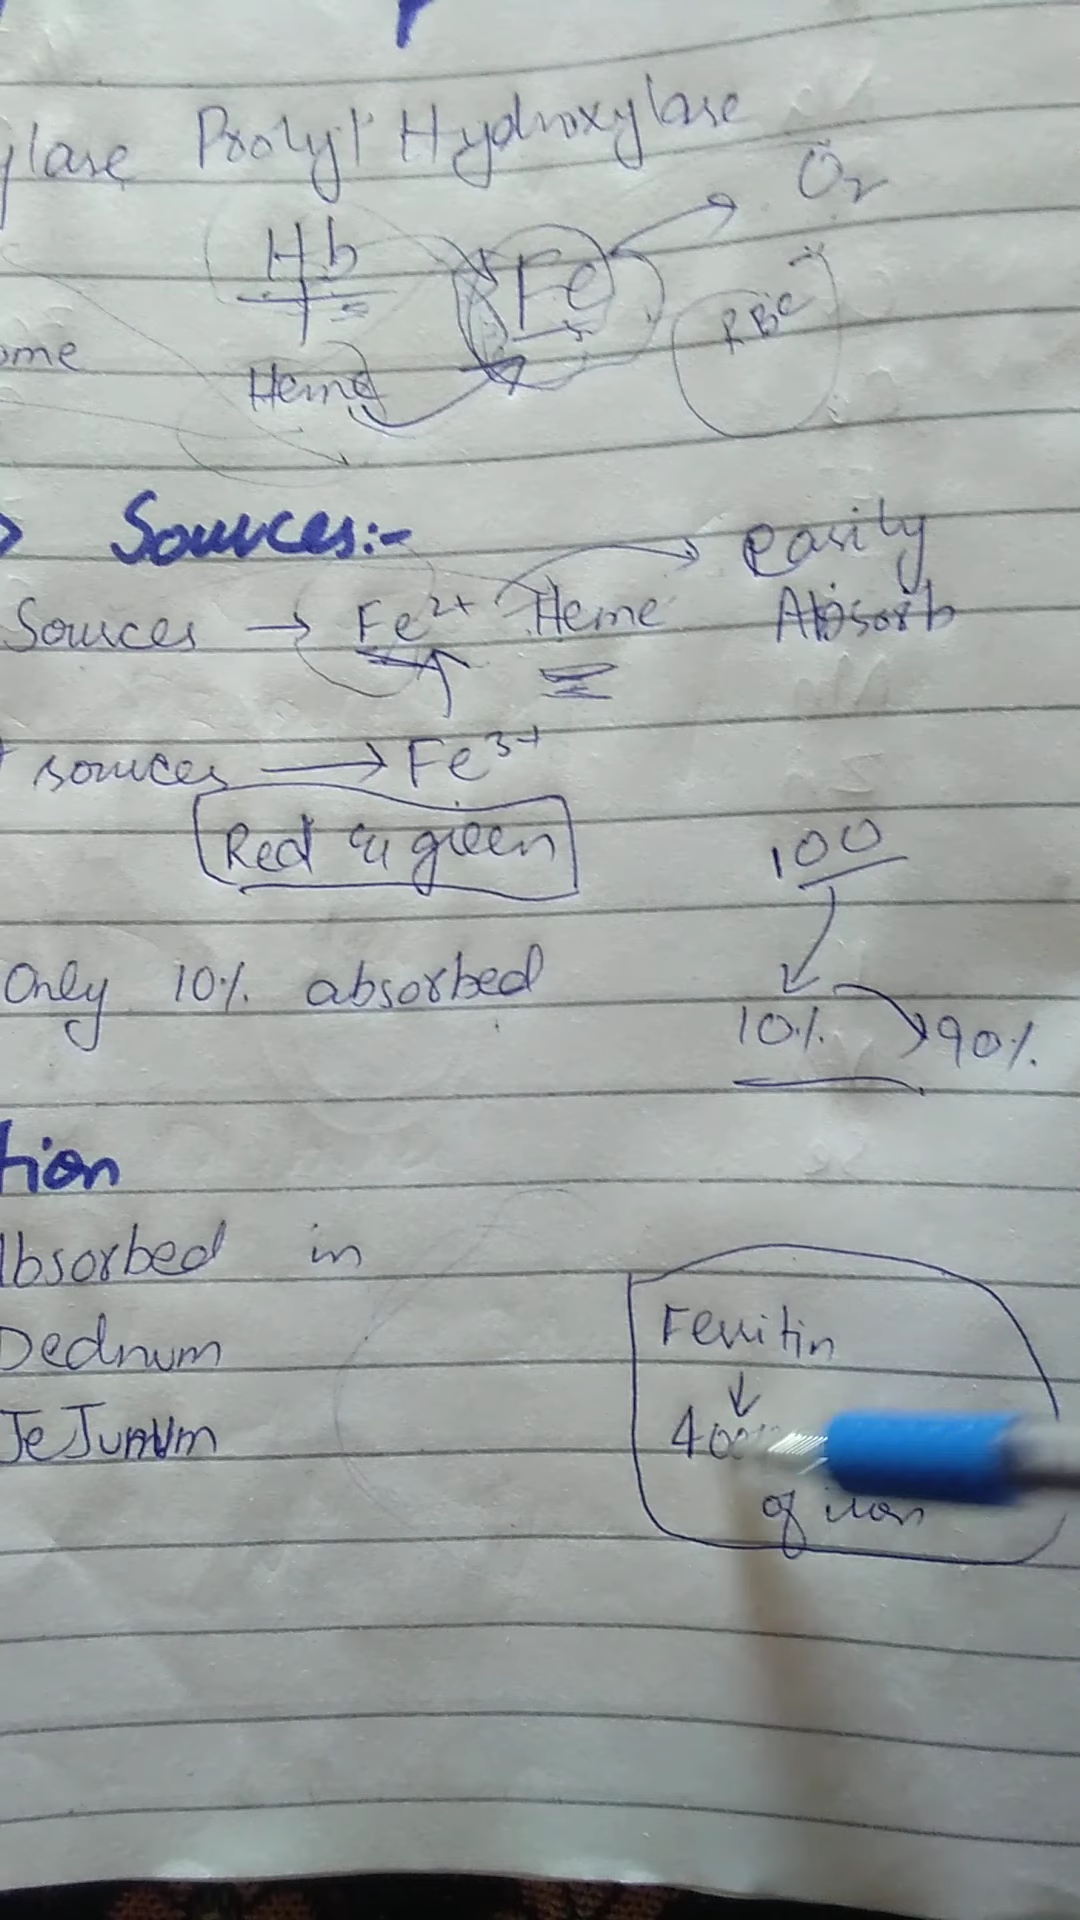 ylase Prolyl Hydroxylase
O2
Hb Fe
RBC
ome
Heme
Sources:-
easily
Sources → Fe2+ Heme Absorb
sources → Fe3+
Red & green
100
Only 10% absorbed
10% 90%
tion
Absorbed in
Dednum
JeJunum
Ferritin
↓
of iron